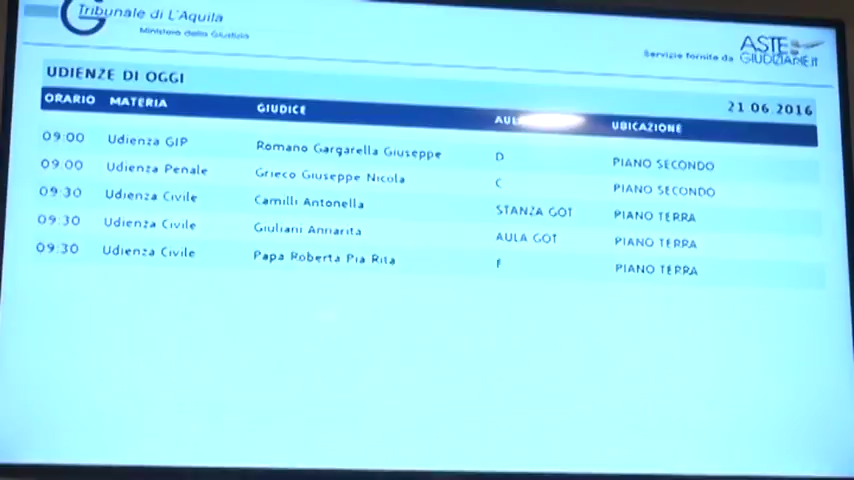 Tribunale di L'Aquila
Ministero della Giustizia
Servizio fornito da ASTE GIUDIZIARIE.IT
UDIENZE DI OGGI 21.06.2016
ORARIO MATERIA GIUDICE AULA UBICAZIONE
09:00 Udienza GIP Romano Gargarella Giuseppe D PIANO SECONDO
09:00 Udienza Penale Grieco Giuseppe Nicola C PIANO SECONDO
09:30 Udienza Civile Camilli Antonella STANZA GOT PIANO TERRA
09:30 Udienza Civile Giuliani Annarita AULA GOT PIANO TERRA
09:30 Udienza Civile Papa Roberta Pia Rita F PIANO TERRA